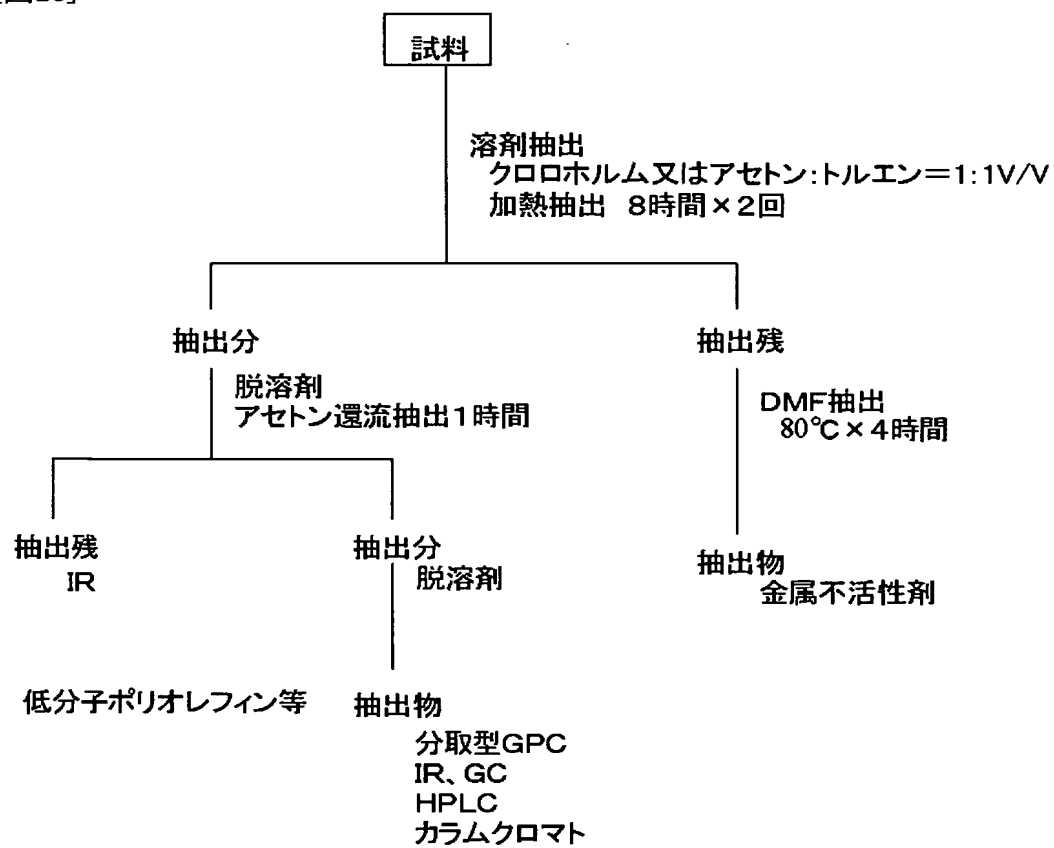 試料
溶剤抽出
クロロホルム又はアセトン:トルエン=1:1V/V
加熱抽出 8時間×2回
抽出分
抽出残
脱溶剤
アセトン還流抽出1時間
DMF抽出
80℃×4時間
抽出残
IR
抽出分
脱溶剤
抽出物
金属不活性剤
低分子ポリオレフィン等
抽出物
分取型GPC
IR、GC
HPLC
カラムクロマト